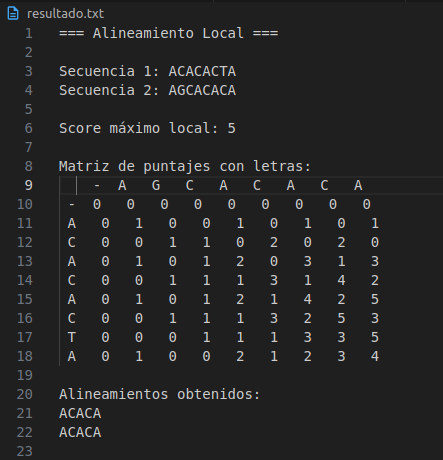 resultado.txt
1 === Alineamiento Local ===
2
3 Secuencia 1: ACACACTA
4 Secuencia 2: AGCACACA
5
6 Score máximo local: 5
7
8 Matriz de puntajes con letras:
9     -  A  G  C  A  C  A  C  A
10 -  0  0  0  0  0  0  0  0  0
11 A   0   1   0   0   1   0   1   0   1
12 C   0   0   1   1   0   2   0   2   0
13 A   0   1   0   1   2   0   3   1   3
14 C   0   0   1   1   1   3   1   4   2
15 A   0   1   0   1   2   1   4   2   5
16 C   0   0   1   1   1   3   2   5   3
17 T   0   0   0   1   1   1   3   3   5
18 A   0   1   0   0   2   1   2   3   4
19
20 Alineamientos obtenidos:
21 ACACA
22 ACACA
23